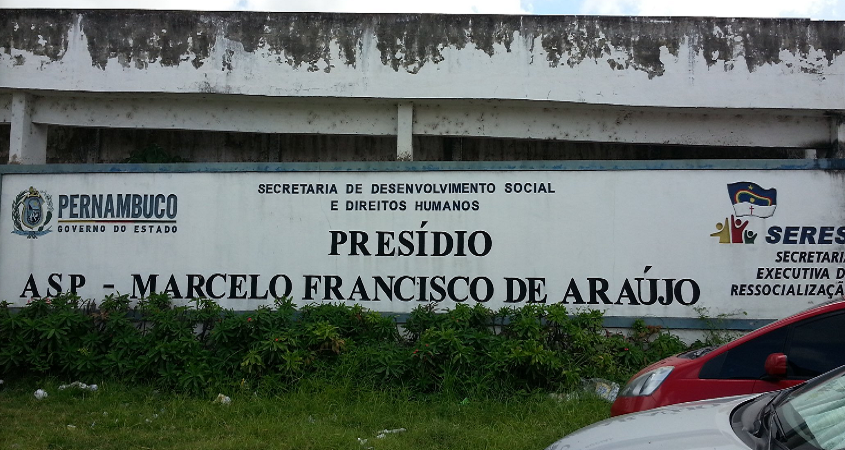 PERNAMBUCO
GOVERNO DO ESTADO
SECRETARIA DE DESENVOLVIMENTO SOCIAL
E DIREITOS HUMANOS
PRESÍDIO
A.S.P. - MARCELO FRANCISCO DE ARAÚJO
SERES
SECRETARIA
EXECUTIVA D
RESSOCIALIZAÇÃ